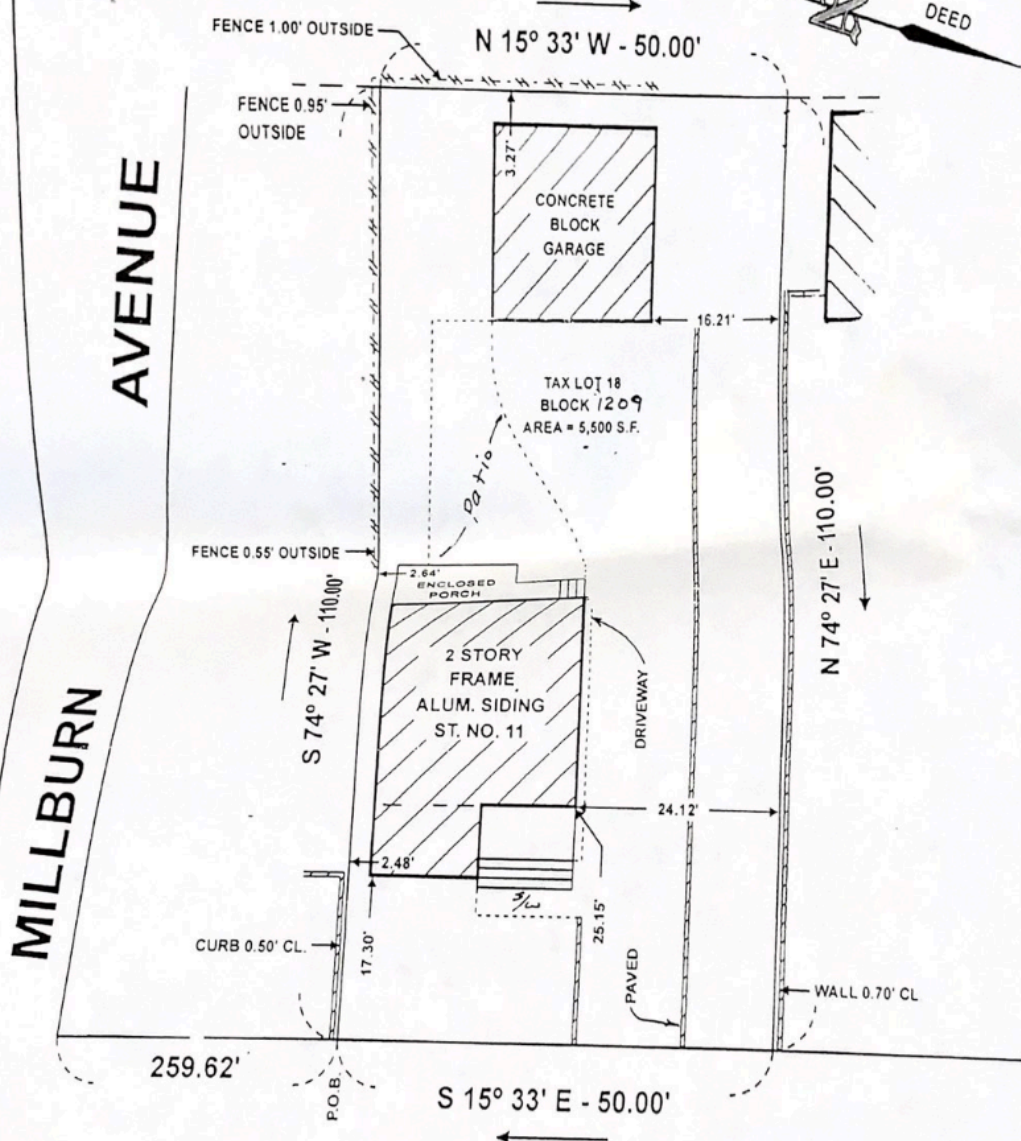 DEED
FENCE 1.00' OUTSIDE
N 15° 33' W - 50.00'
FENCE 0.95'
OUTSIDE
3.27'
CONCRETE
BLOCK
GARAGE
MILLBURN AVENUE
16.21'
TAX LOT 18
BLOCK 1209
AREA = 5,500 S.F.
patio
N 74° 27' E - 110.00'
FENCE 0.55' OUTSIDE
2.64'
ENCLOSED
PORCH
S 74° 27' W - 110.00'
2 STORY
FRAME
ALUM. SIDING
ST. NO. 11
DRIVEWAY
24.12'
2.48'
S/W
25.15'
17.30'
CURB 0.50' CL.
PAVED
WALL 0.70' CL
259.62'
P.O.B.
S 15° 33' E - 50.00'